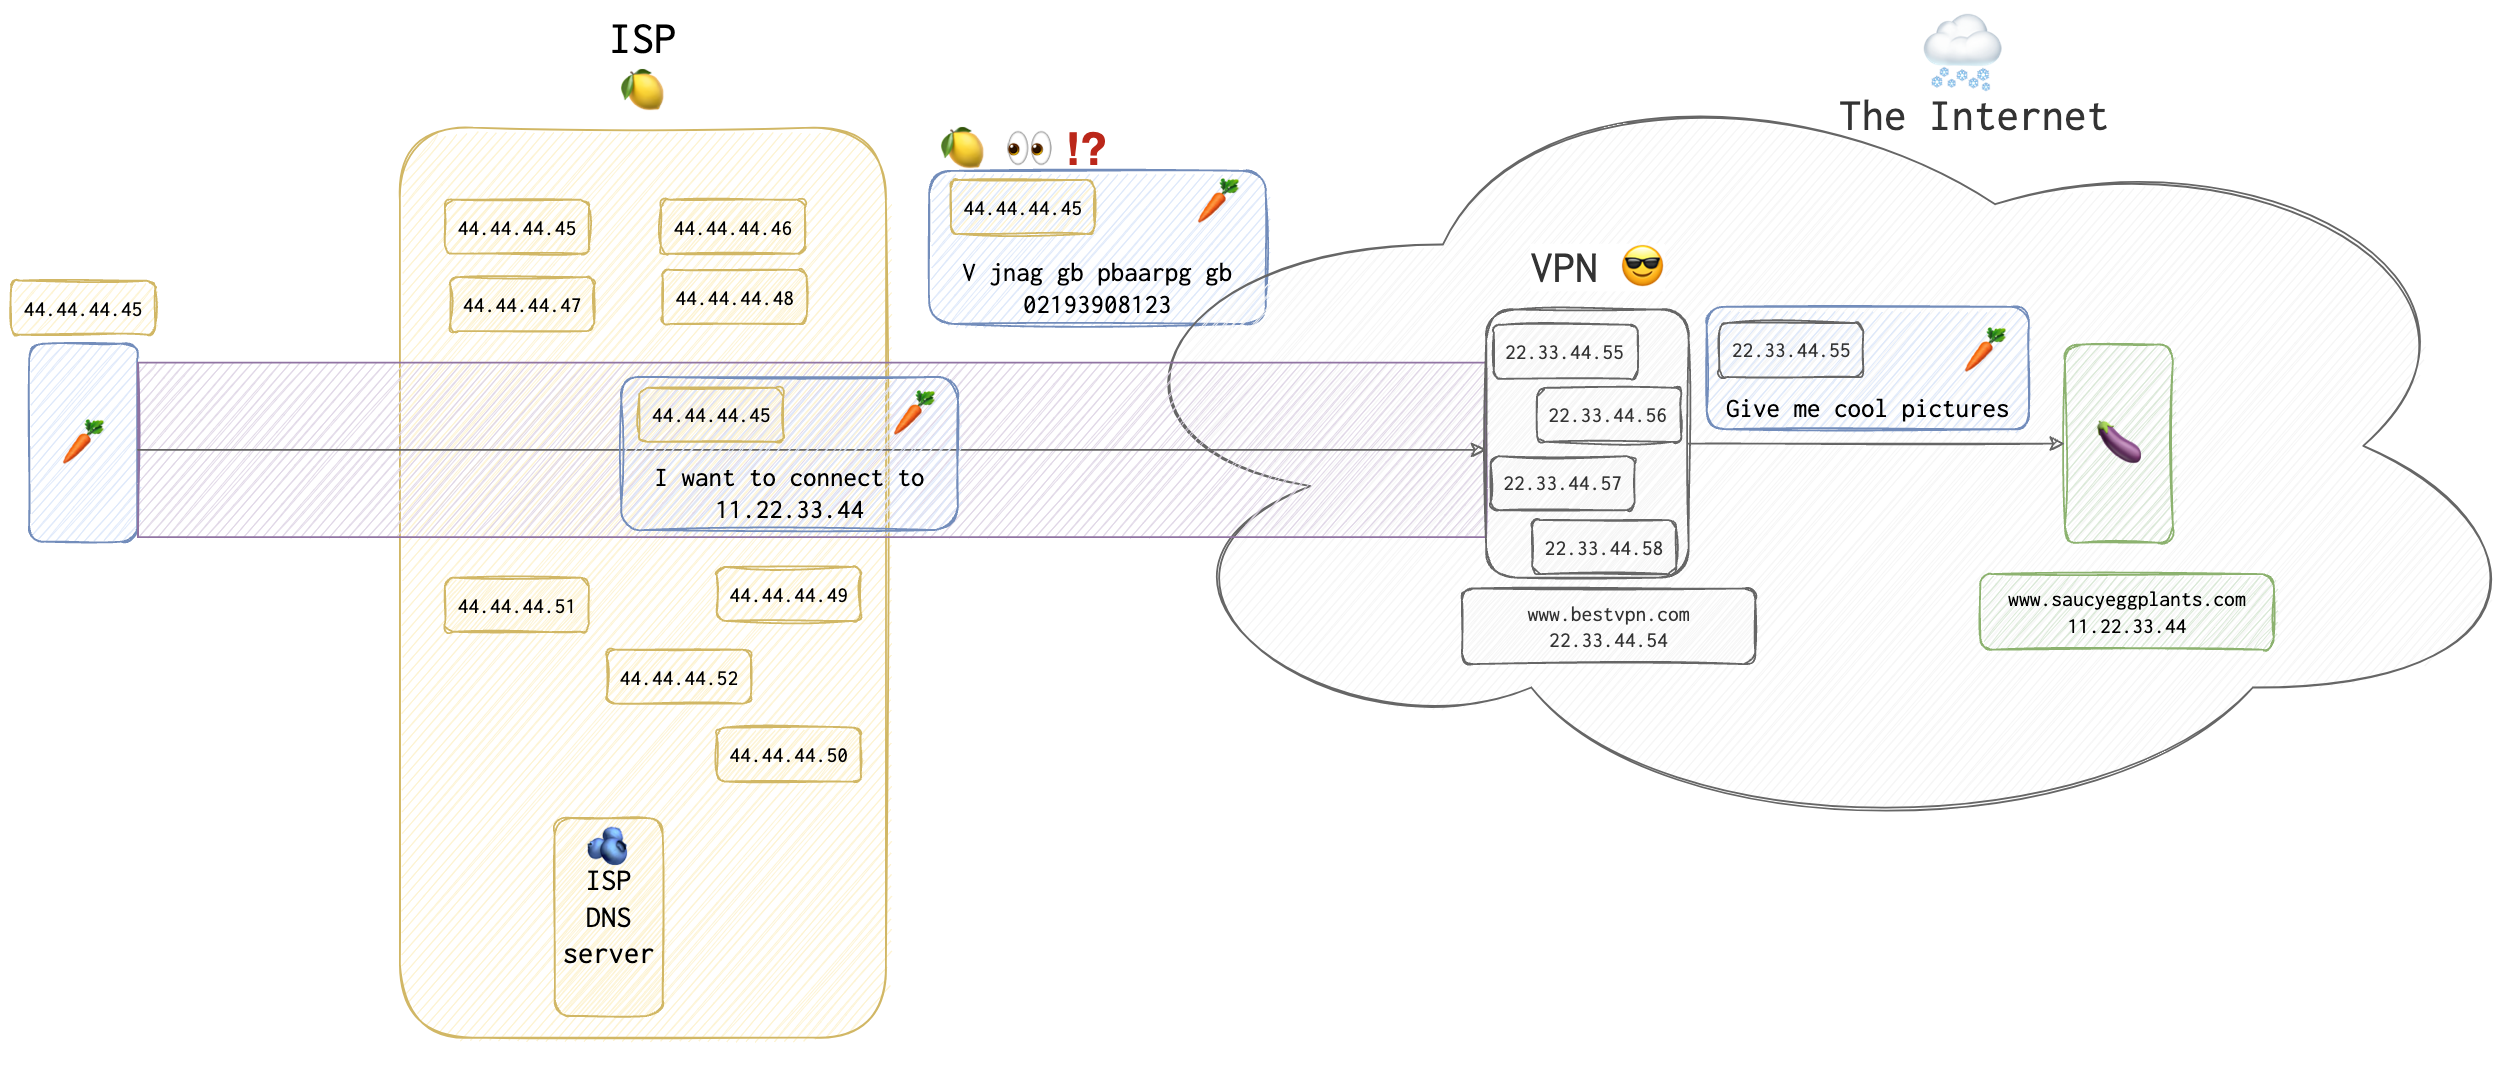 ISP
The Internet
44.44.44.45
44.44.44.45
44.44.44.46
44.44.44.47
44.44.44.48
44.44.44.45
V jnag gb pbaarpg gb
02193908123
44.44.44.45
I want to connect to
11.22.33.44
44.44.44.51
44.44.44.49
44.44.44.52
44.44.44.50
ISP
DNS
server
VPN
22.33.44.55
22.33.44.56
22.33.44.57
22.33.44.58
www.bestvpn.com
22.33.44.54
22.33.44.55
Give me cool pictures
www.saucyeggplants.com
11.22.33.44